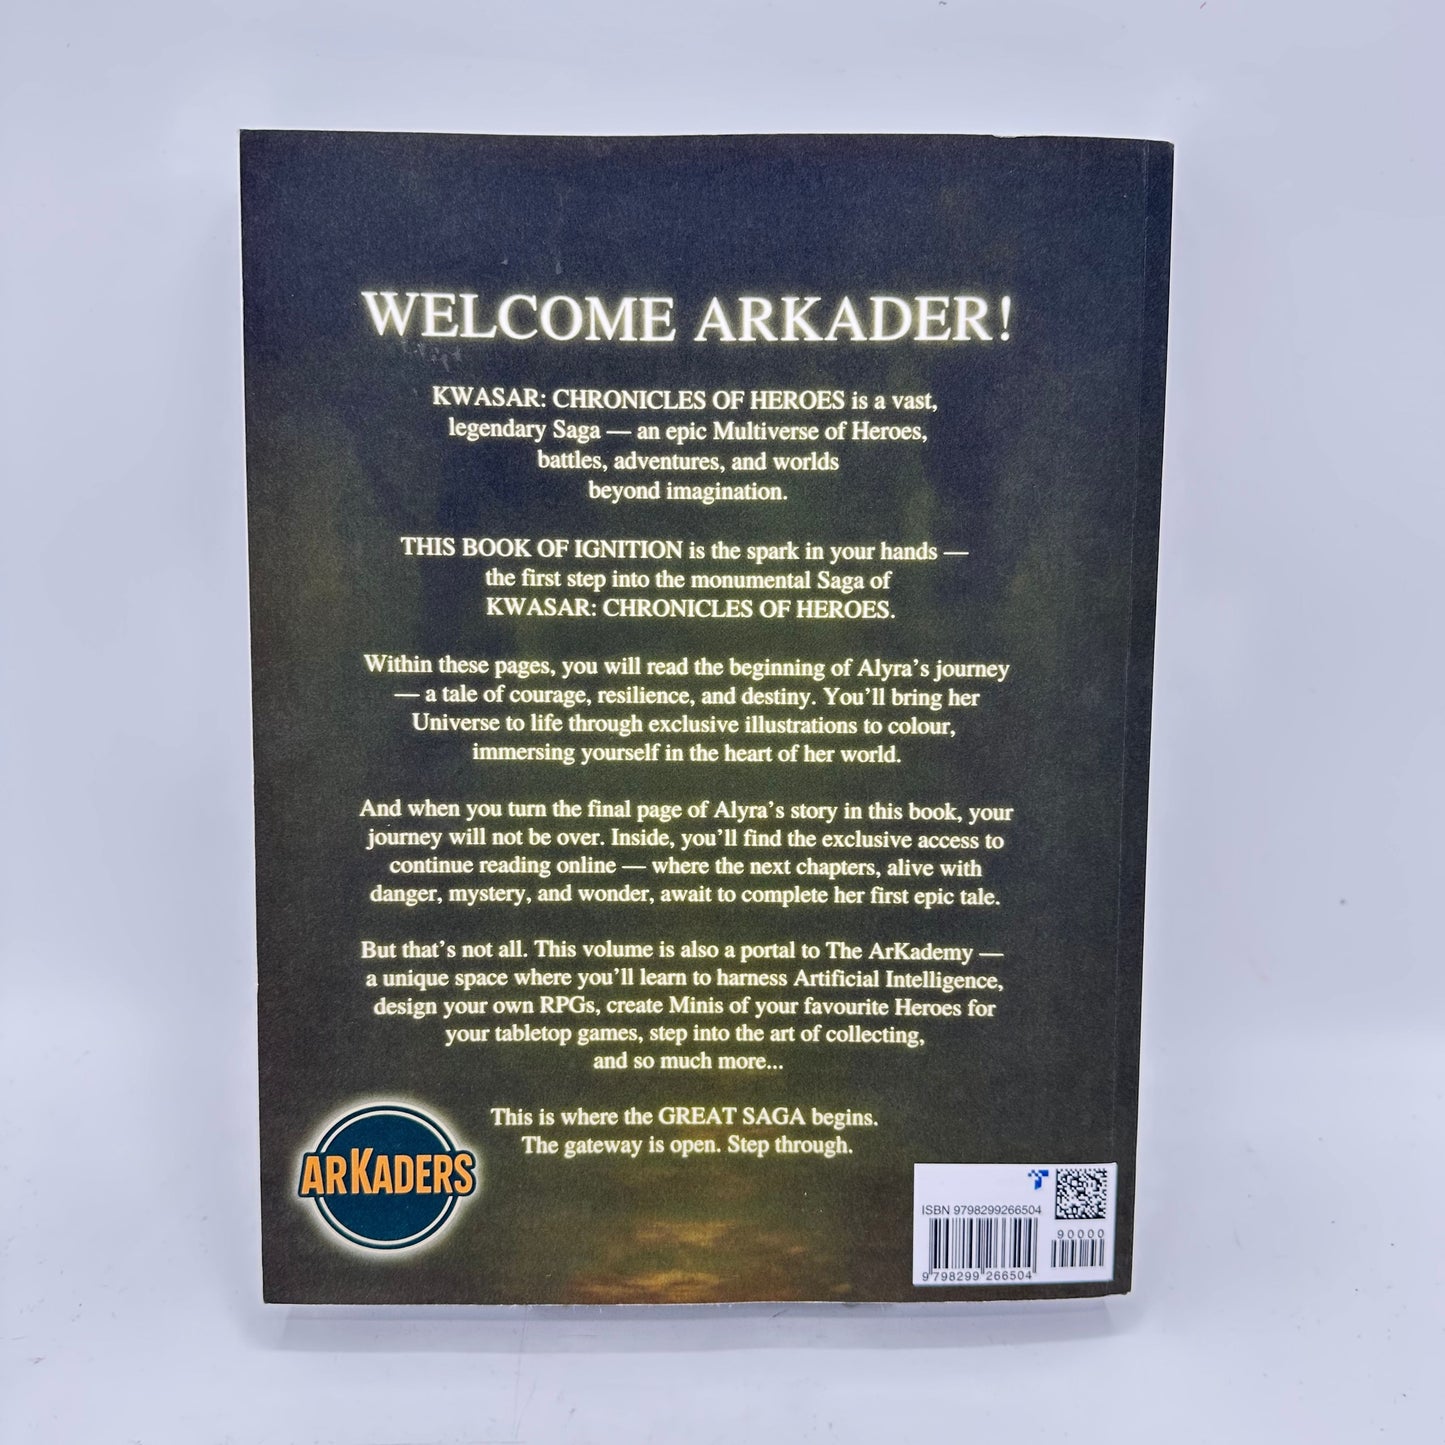 WELCOME ARKADER!
KWASAR: CHRONICLES OF HEROES is a vast,
legendary Saga — an epic Multiverse of Heroes,
battles, adventures, and worlds
beyond imagination.
THIS BOOK OF IGNITION is the spark in your hands —
the first step into the monumental Saga of
KWASAR: CHRONICLES OF HEROES.
Within these pages, you will read the beginning of Alyra's journey
— a tale of courage, resilience, and destiny. You'll bring her
Universe to life through exclusive illustrations to colour,
immersing yourself in the heart of her world.
And when you turn the final page of Alyra's story in this book, your
journey will not be over. Inside, you'll find the exclusive access to
continue reading online — where the next chapters, alive with
danger, mystery, and wonder, await to complete her first epic tale.
But that's not all. This volume is also a portal to The ArKademy —
a unique space where you'll learn to harness Artificial Intelligence,
design your own RPGs, create Minis of your favourite Heroes for
your tabletop games, step into the art of collecting,
and so much more...
This is where the GREAT SAGA begins.
The gateway is open. Step through.
ARKADERS
ISBN 9798299266504
90000
9 798299 266504